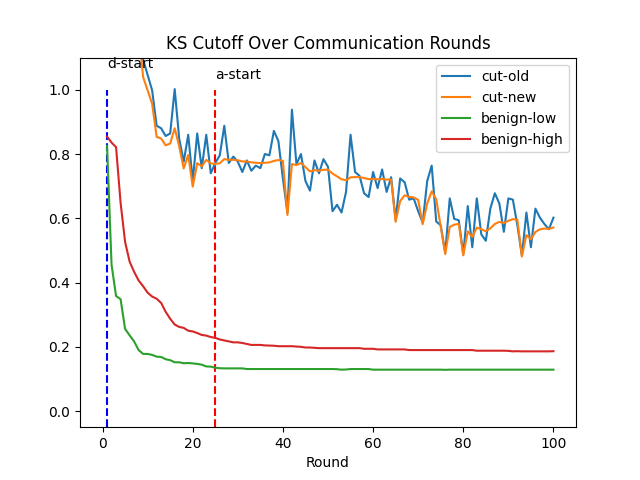 KS Cutoff Over Communication Rounds
d-start
a-start
cut-old
cut-new
benign-low
benign-high
1.0
0.8
0.6
0.4
0.2
0.0
0
20
40
60
80
100
Round